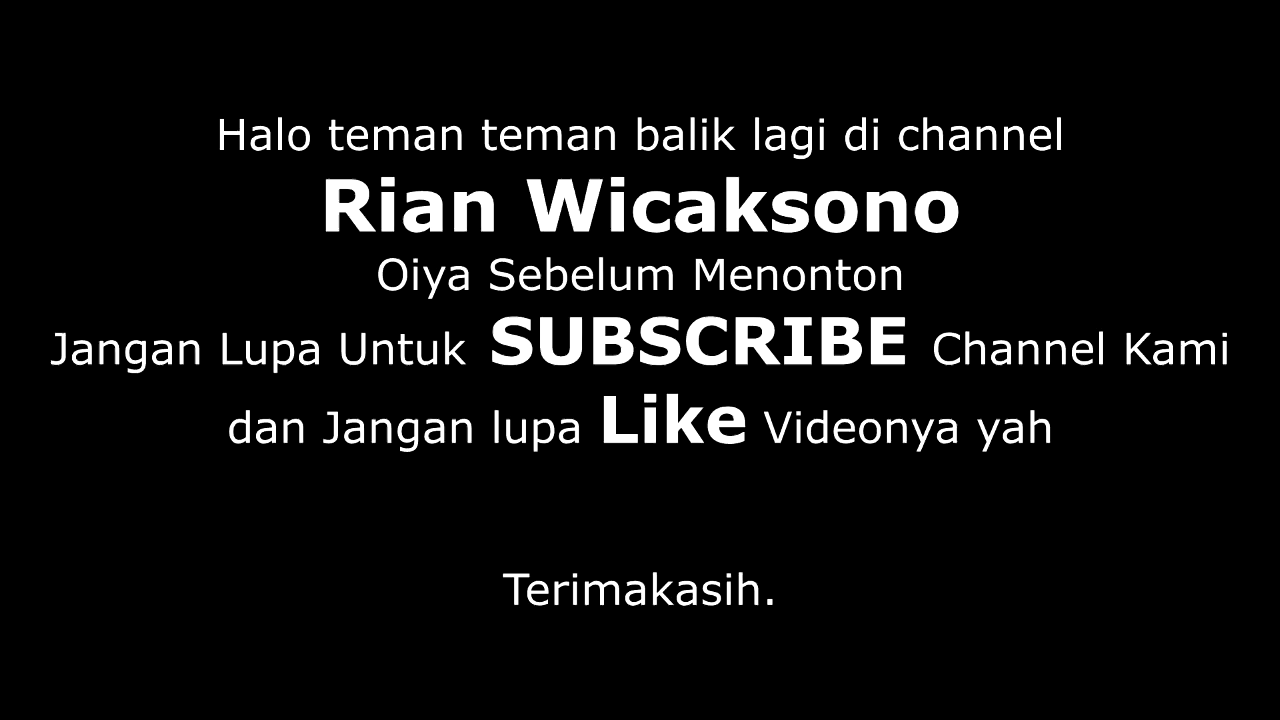 Halo teman teman balik lagi di channel
Rian Wicaksono
Oiya Sebelum Menonton
Jangan Lupa Untuk SUBSCRIBE Channel Kami
dan Jangan lupa Like Videonya yah
Terimakasih.